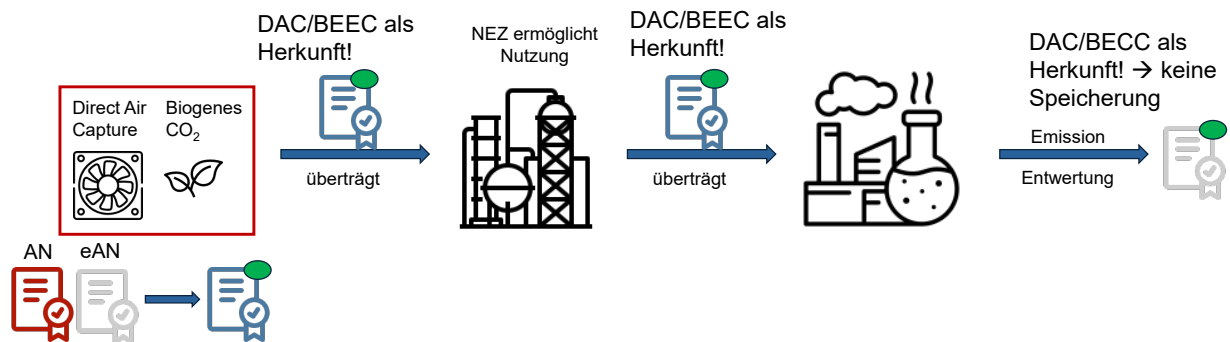 DAC/BEEC als
Herkunft!
NEZ ermöglicht
Nutzung
DAC/BEEC als
Herkunft!
DAC/BECC als
Herkunft! → keine
Speicherung
Direct Air
Capture
Biogenes
CO₂
überträgt
überträgt
Emission
Entwertung
AN
eAN